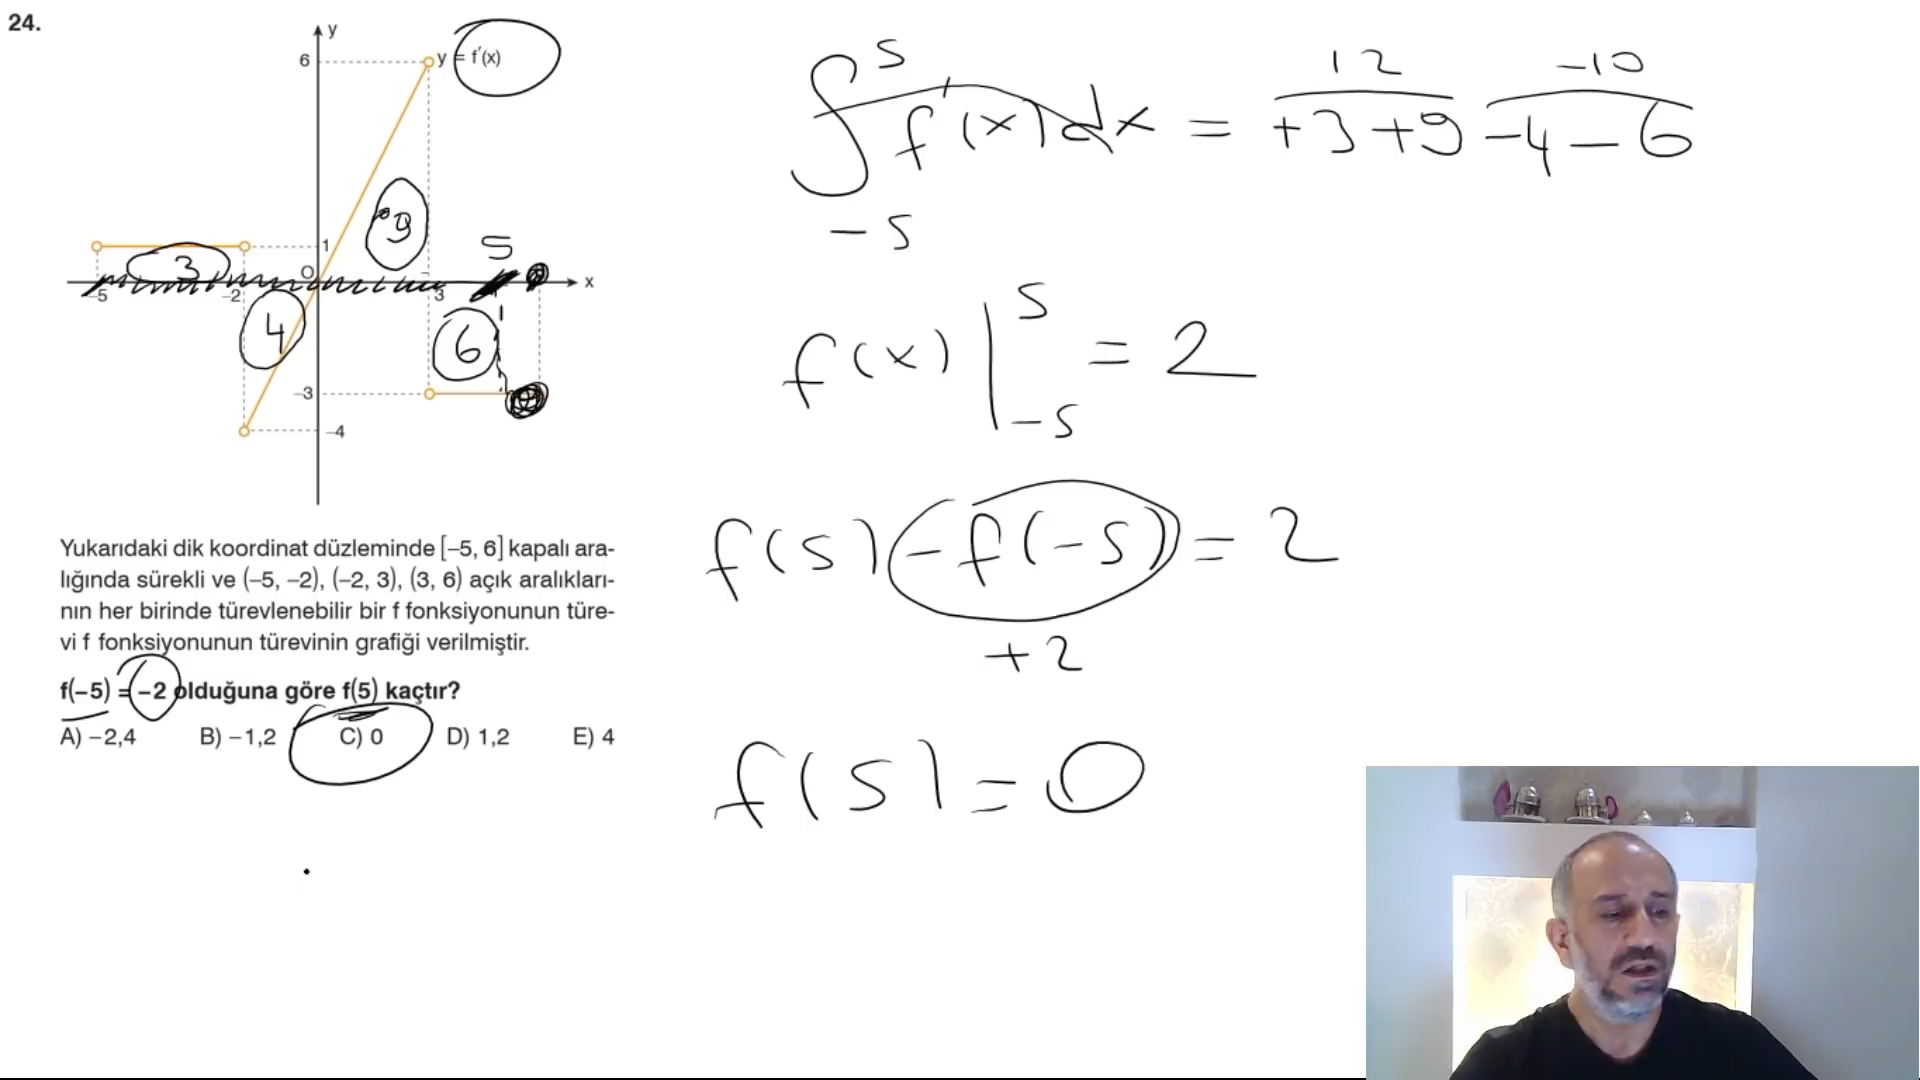 24.
y
6
y = f'(x)
9
5
1
3
O
x
-5
-2
3
4
6
-3
-4
Yukarıdaki dik koordinat düzleminde [-5, 6] kapalı ara-
lığında sürekli ve (-5, -2), (-2, 3), (3, 6) açık aralıkları-
nın her birinde türevlenebilir bir f fonksiyonunun türe-
vi f fonksiyonunun türevinin grafiği verilmiştir.
f(-5) = -2 olduğuna göre f(5) kaçtır?
A) -2,4 B) -1,2 C) 0 D) 1,2 E) 4
12 -10
∫_{-5}^{5} f'(x)dx = +3+9-4-6
f(x)|_{-5}^{5} = 2
f(5)-f(-5) = 2
+2
f(5) = 0